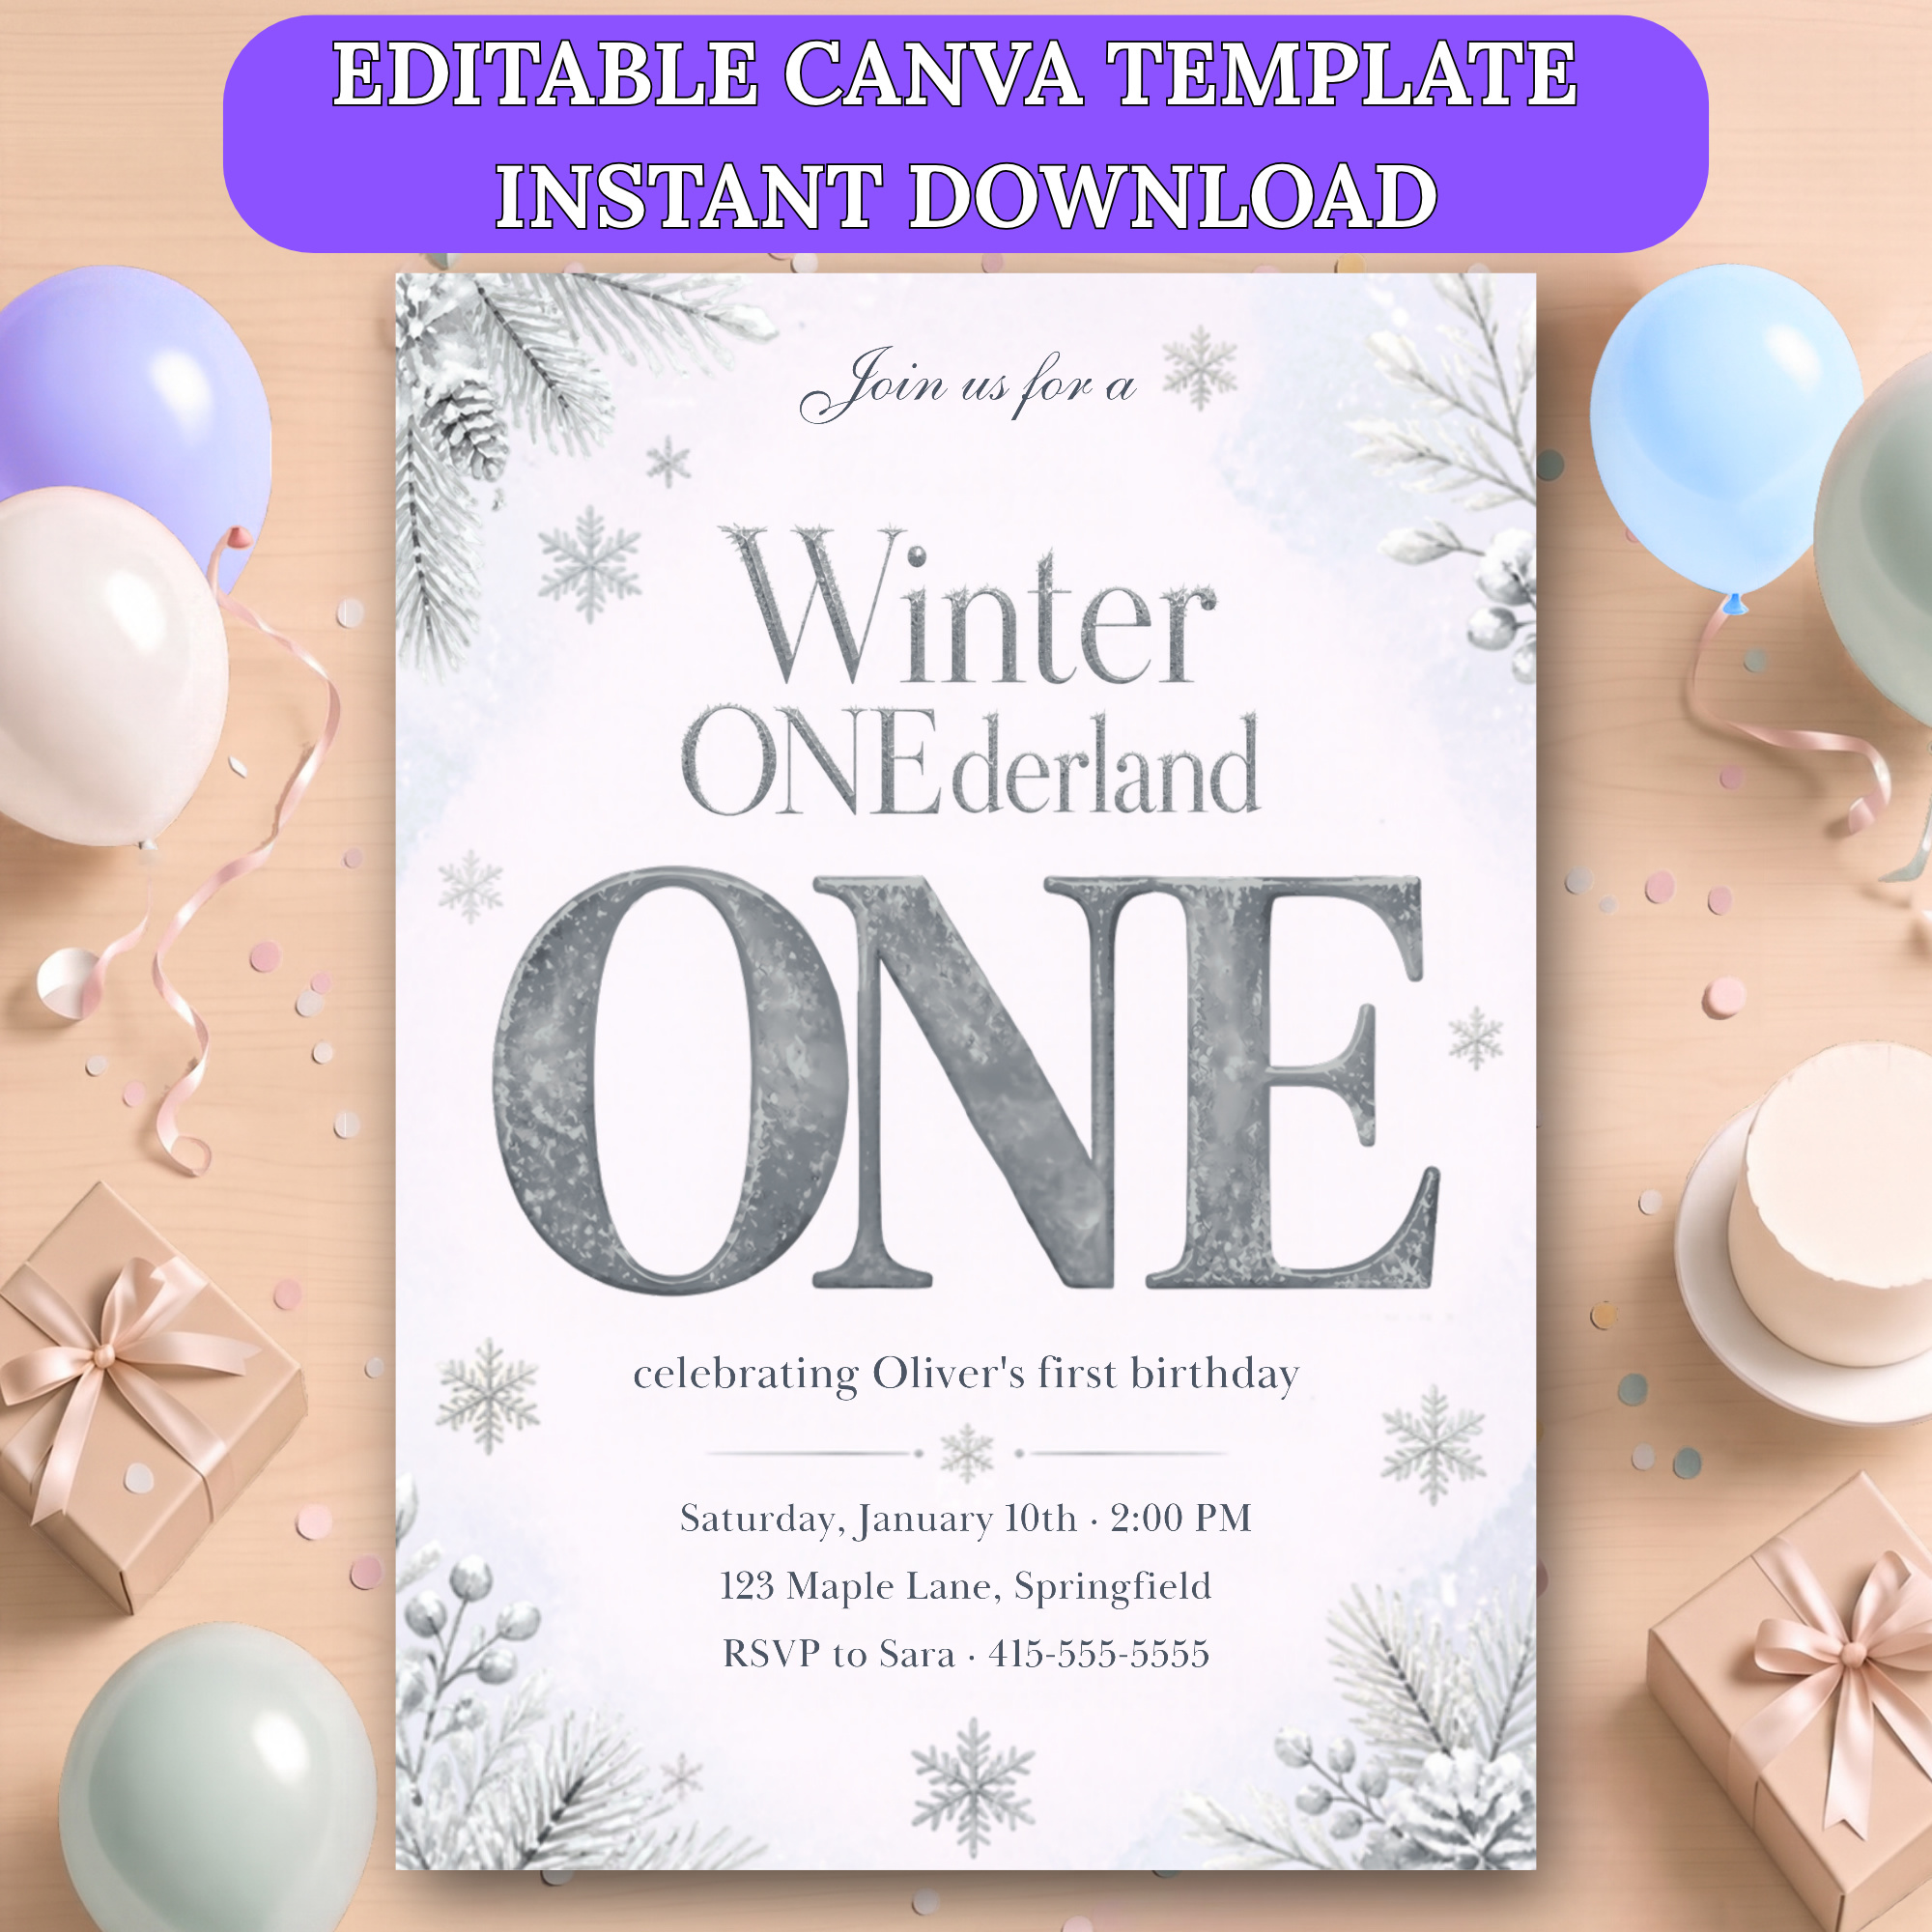 EDITABLE CANVA TEMPLATE
INSTANT DOWNLOAD
Join us for a
Winter
ONEderland
ONE
celebrating Oliver's first birthday
Saturday, January 10th · 2:00 PM
123 Maple Lane, Springfield
RSVP to Sara · 415-555-5555